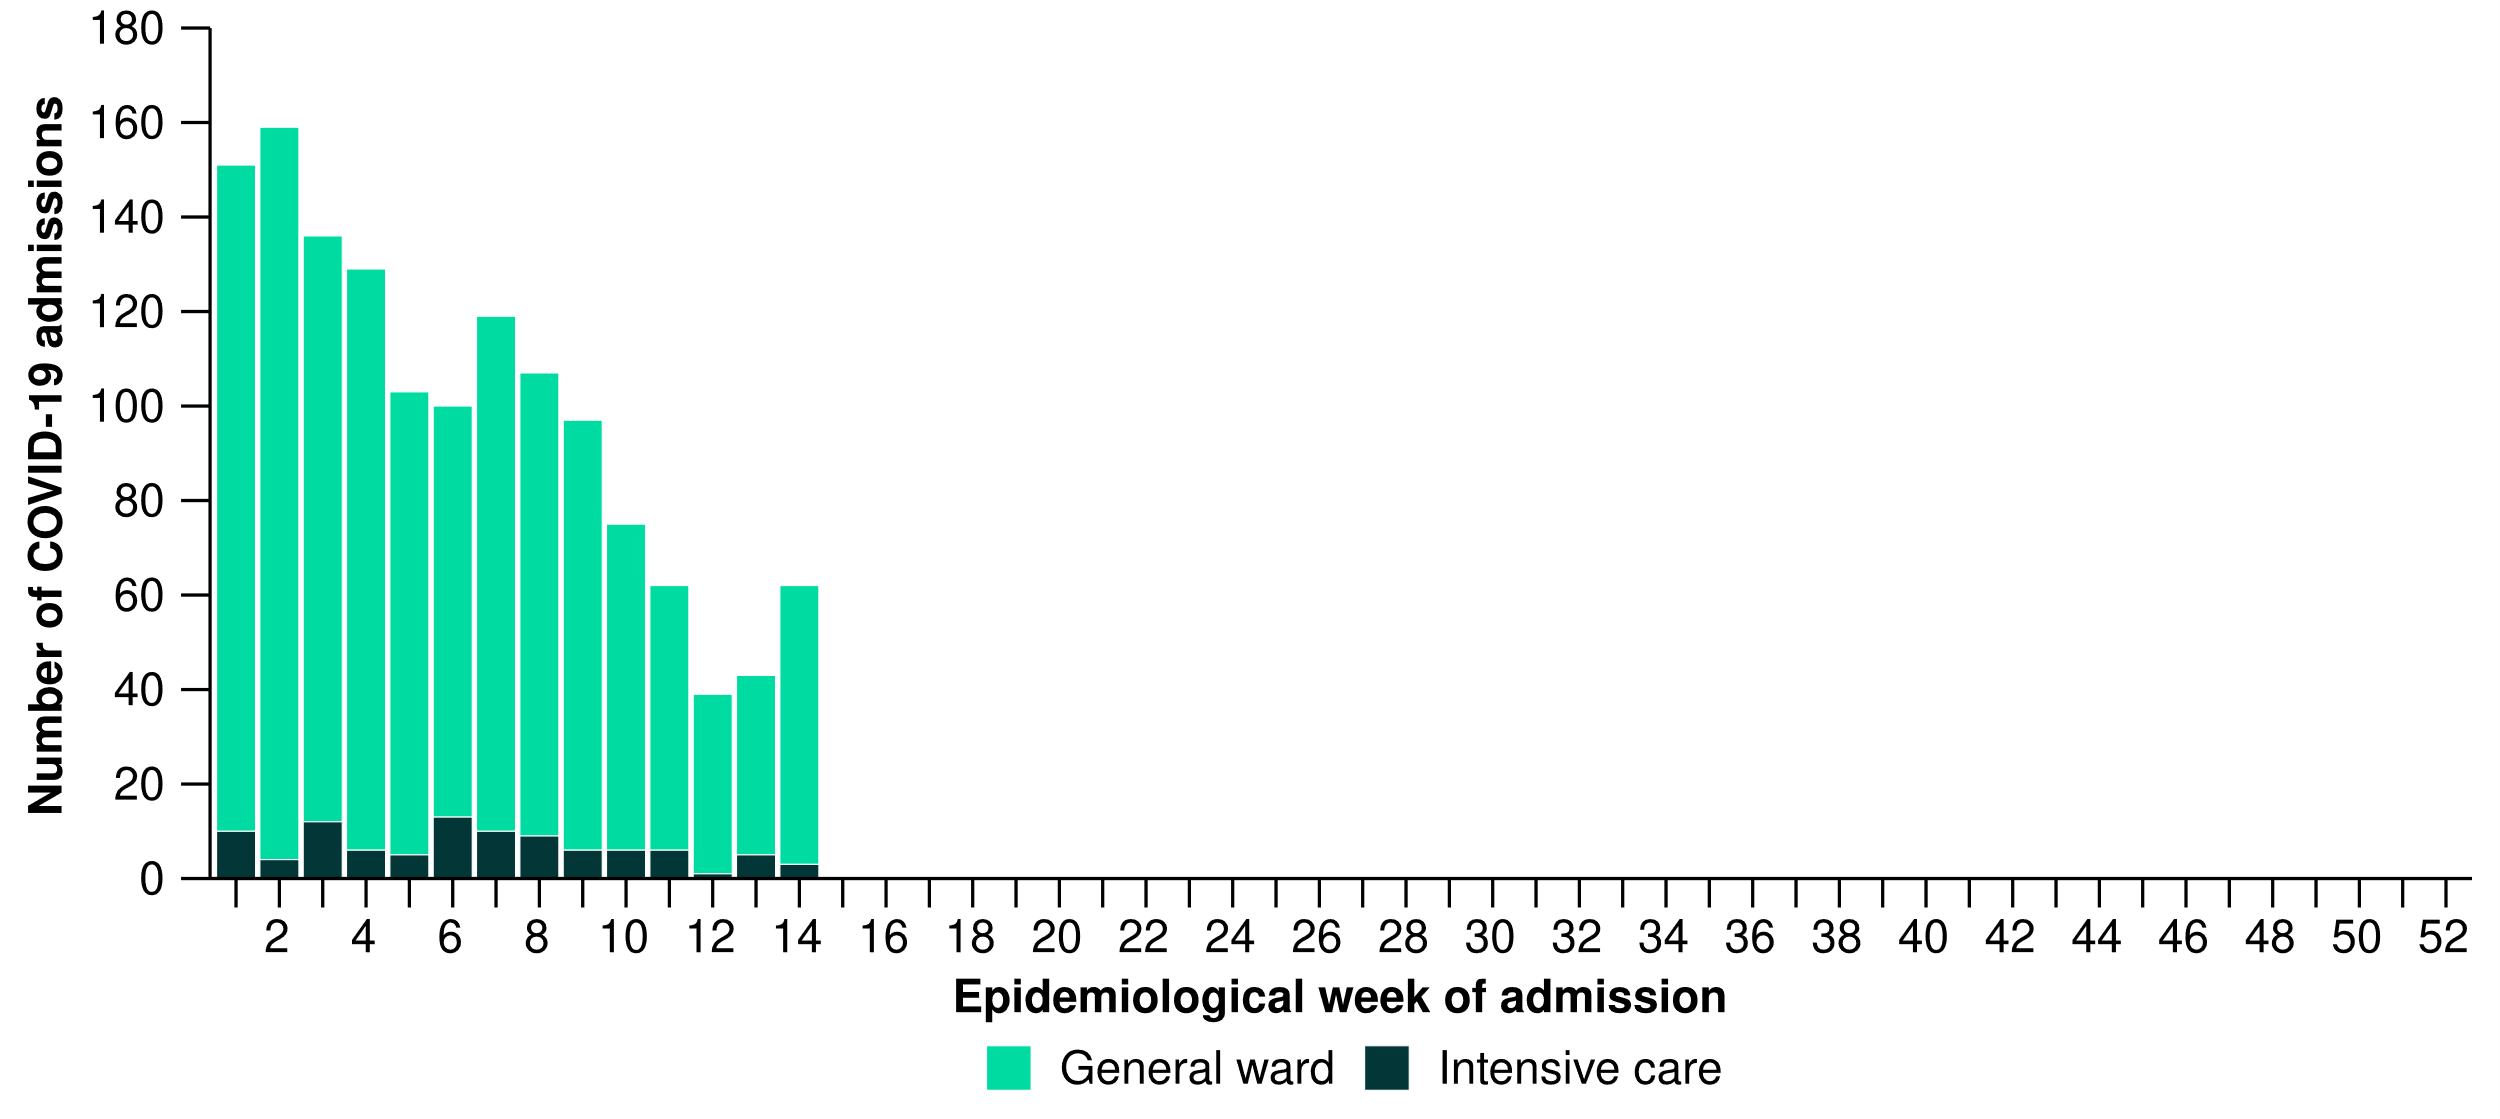 Number of COVID-19 admissions
180
160
140
120
100
80
60
40
20
0
2 4 6 8 10 12 14 16 18 20 22 24 26 28 30 32 34 36 38 40 42 44 46 48 50 52
Epidemiological week of admission
General ward Intensive care